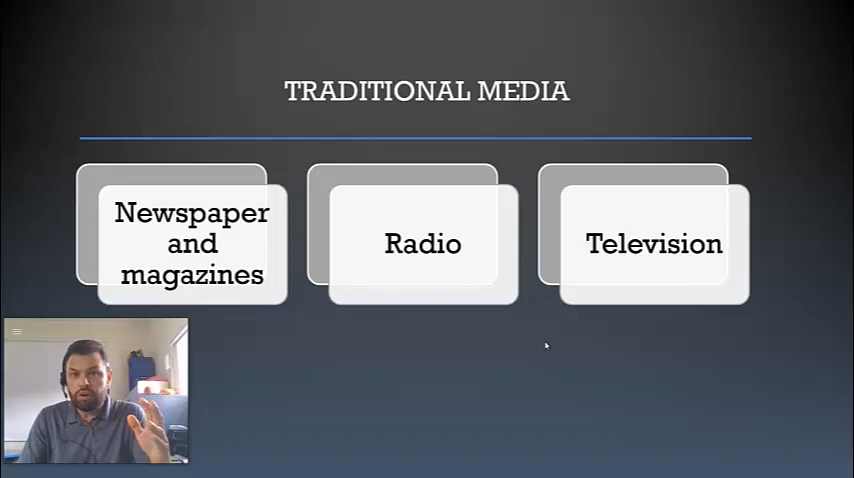 TRADITIONAL MEDIA
Newspaper
and
magazines
Radio
Television